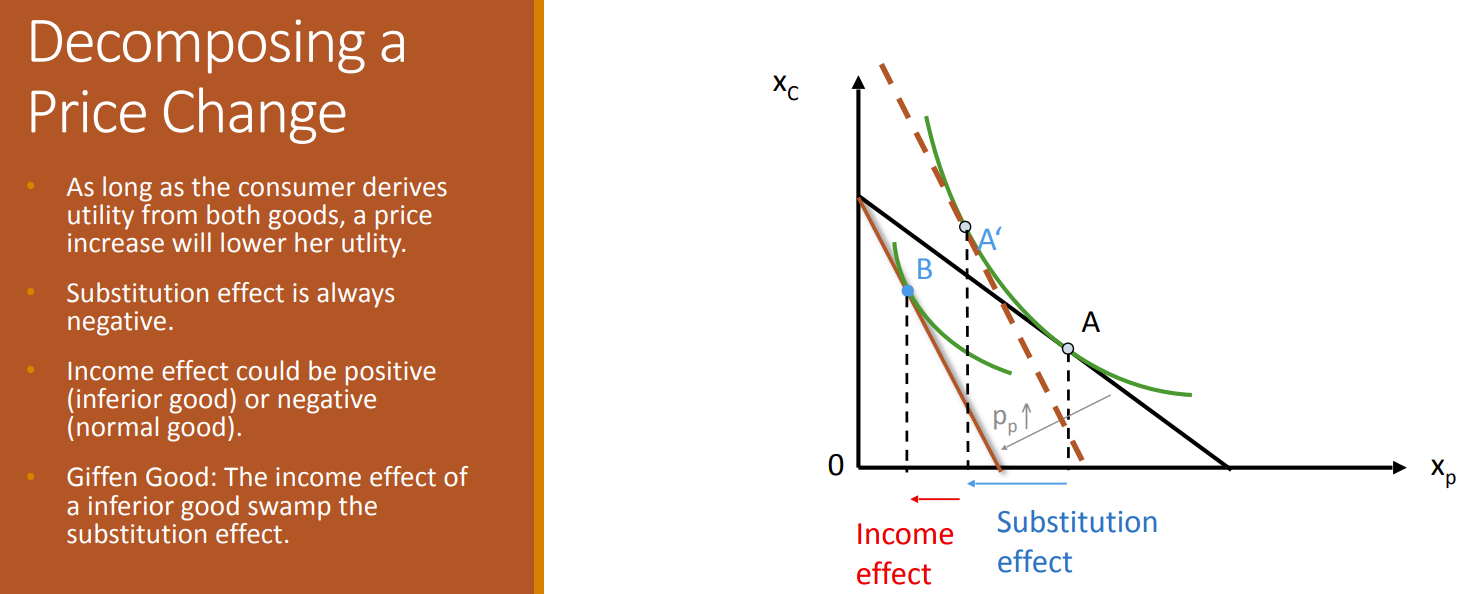 Decomposing a
Price Change
• As long as the consumer derives
utility from both goods, a price
increase will lower her utlity.
• Substitution effect is always
negative.
• Income effect could be positive
(inferior good) or negative
(normal good).
• Giffen Good: The income effect of
a inferior good swamp the
substitution effect.
x_C
A‘
B
A
p_p ↑
0
x_p
Income
effect
Substitution
effect